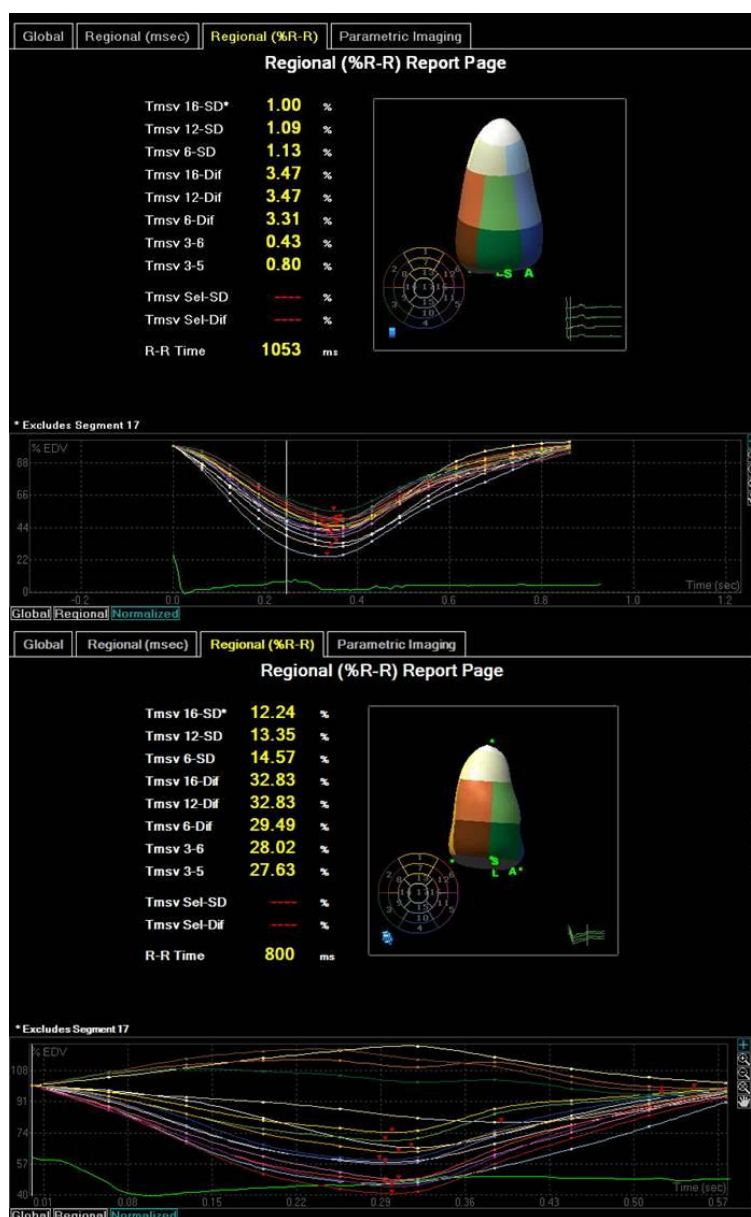 Global Regional (msec) Regional (%R-R) Parametric Imaging
Regional (%R-R) Report Page
Tmsv 16-SD* 1.00 %
Tmsv 12-SD 1.09 %
Tmsv 6-SD 1.13 %
Tmsv 16-Dif 3.47 %
Tmsv 12-Dif 3.47 %
Tmsv 6-Dif 3.31 %
Tmsv 3-6 0.43 %
Tmsv 3-5 0.80 %
Tmsv Sel-SD ---- %
Tmsv Sel-Dif ---- %
R-R Time 1053 ms
S A
* Excludes Segment 17
% EDV
88
66
44
22
0
Time (sec)
-0.2 0.0 0.2 0.4 0.6 0.8 1.0 1.2
Global Regional Normalized
Global Regional (msec) Regional (%R-R) Parametric Imaging
Regional (%R-R) Report Page
Tmsv 16-SD* 12.24 %
Tmsv 12-SD 13.35 %
Tmsv 6-SD 14.57 %
Tmsv 16-Dif 32.83 %
Tmsv 12-Dif 32.83 %
Tmsv 6-Dif 29.49 %
Tmsv 3-6 28.02 %
Tmsv 3-5 27.63 %
Tmsv Sel-SD ---- %
Tmsv Sel-Dif ---- %
R-R Time 800 ms
S
L A
* Excludes Segment 17
% EDV
108
91
74
57
40
Time (sec)
0.01 0.08 0.15 0.22 0.29 0.36 0.43 0.50 0.57
Global Regional Normalized